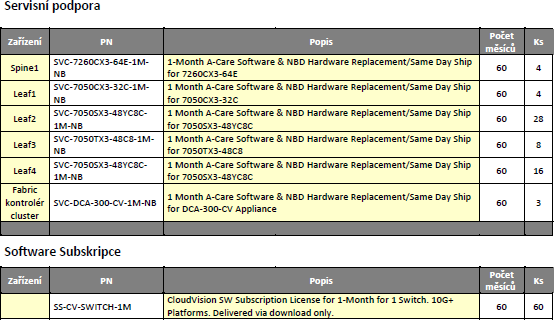 Servisní podpora
Zařízení PN Popis Počet měsíců Ks
Spine1 SVC-7260CX3-64E-1M-NB 1-Month A-Care Software & NBD Hardware Replacement/Same Day Ship for 7260CX3-64E 60 4
Leaf1 SVC-7050CX3-32C-1M-NB 1 Month A-Care Software & NBD Hardware Replacement/Same Day Ship for 7050CX3-32C 60 4
Leaf2 SVC-7050SX3-48YC8C-1M-NB 1 Month A-Care Software & NBD Hardware Replacement/Same Day Ship for 7050SX3-48YC8C 60 28
Leaf3 SVC-7050TX3-48C8-1M-NB 1 Month A-Care Software & NBD Hardware Replacement/Same Day Ship for 7050TX3-48C8 60 8
Leaf4 SVC-7050SX3-48YC8C-1M-NB 1 Month A-Care Software & NBD Hardware Replacement/Same Day Ship for 7050SX3-48YC8C 60 16
Fabric kontrolér cluster SVC-DCA-300-CV-1M-NB 1 Month A-Care Software & NBD Hardware Replacement/Same Day Ship for DCA-300-CV Appliance 60 3
Software Subskripce
Zařízení PN Popis Počet měsíců Ks
SS-CV-SWITCH-1M CloudVision SW Subscription License for 1-Month for 1 Switch. 10G+ Platforms. Delivered via download only. 60 60